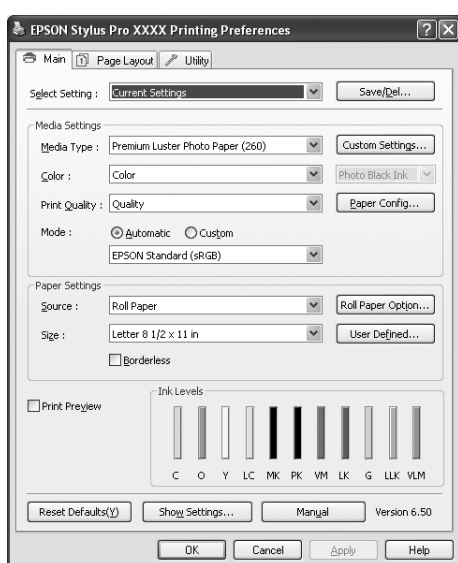 EPSON Stylus Pro XXXX Printing Preferences
Main Page Layout Utility
Select Setting : Current Settings Save/Del...
Media Settings
Media Type : Premium Luster Photo Paper (260) Custom Settings...
Color : Color Photo Black Ink
Print Quality : Quality Paper Config...
Mode : Automatic Custom
EPSON Standard (sRGB)
Paper Settings
Source : Roll Paper Roll Paper Option...
Size : Letter 8 1/2 x 11 in User Defined...
Borderless
Print Preview
Ink Levels
C O Y LC MK PK VM LK G LLK VLM
Reset Defaults(Y) Show Settings... Manual Version 6.50
OK Cancel Apply Help